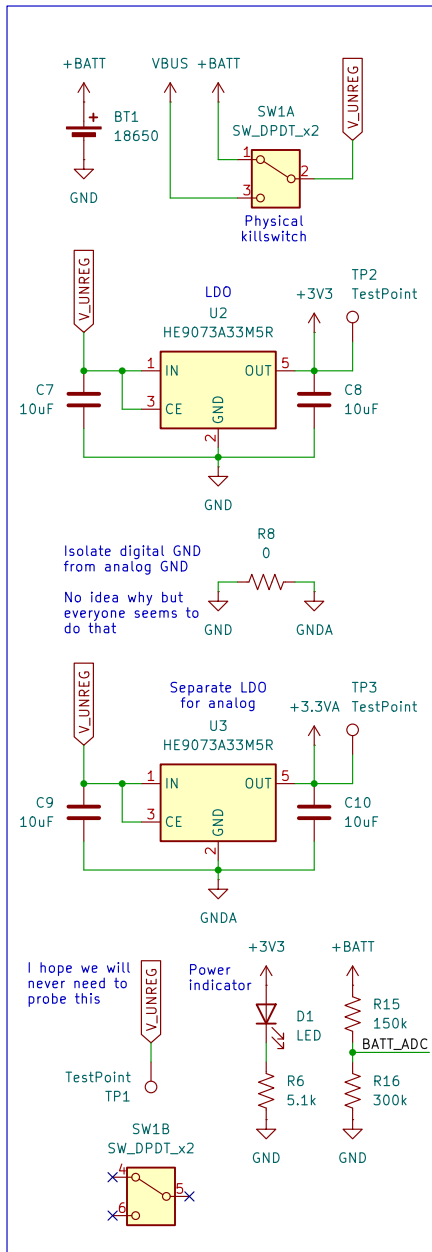 +BATT
VBUS
+BATT
BT1
18650
GND
SW1A
SW_DPDT_x2
1
2
3
V_UNREG
Physical
killswitch
V_UNREG
LDO
U2
HE9073A33M5R
+3V3
TP2
TestPoint
1
IN
OUT
5
3
CE
GND
2
C7
10uF
C8
10uF
GND
Isolate digital GND
from analog GND
No idea why but
everyone seems to
do that
R8
0
GND
GNDA
V_UNREG
Separate LDO
for analog
U3
HE9073A33M5R
+3.3VA
TP3
TestPoint
1
IN
OUT
5
3
CE
GND
2
C9
10uF
C10
10uF
GNDA
I hope we will
never need to
probe this
V_UNREG
TestPoint
TP1
Power
indicator
+3V3
D1
LED
R6
5.1k
GND
+BATT
R15
150k
BATT_ADC
R16
300k
GND
SW1B
SW_DPDT_x2
4
5
6